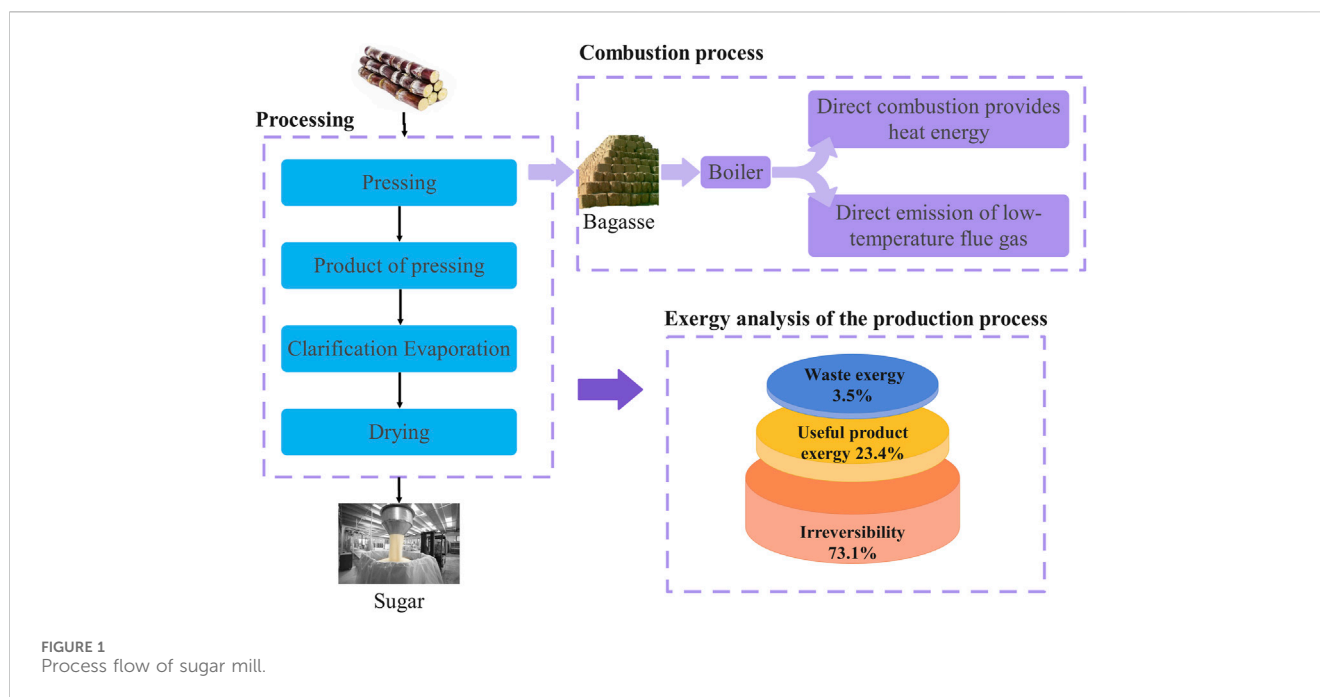 Combustion process
Processing
Pressing
Product of pressing
Clarification Evaporation
Drying
Sugar
Bagasse
Boiler
Direct combustion provides
heat energy
Direct emission of low-
temperature flue gas
Exergy analysis of the production process
Waste exergy
3.5%
Useful product
exergy 23.4%
Irreversibility
73.1%
FIGURE 1
Process flow of sugar mill.